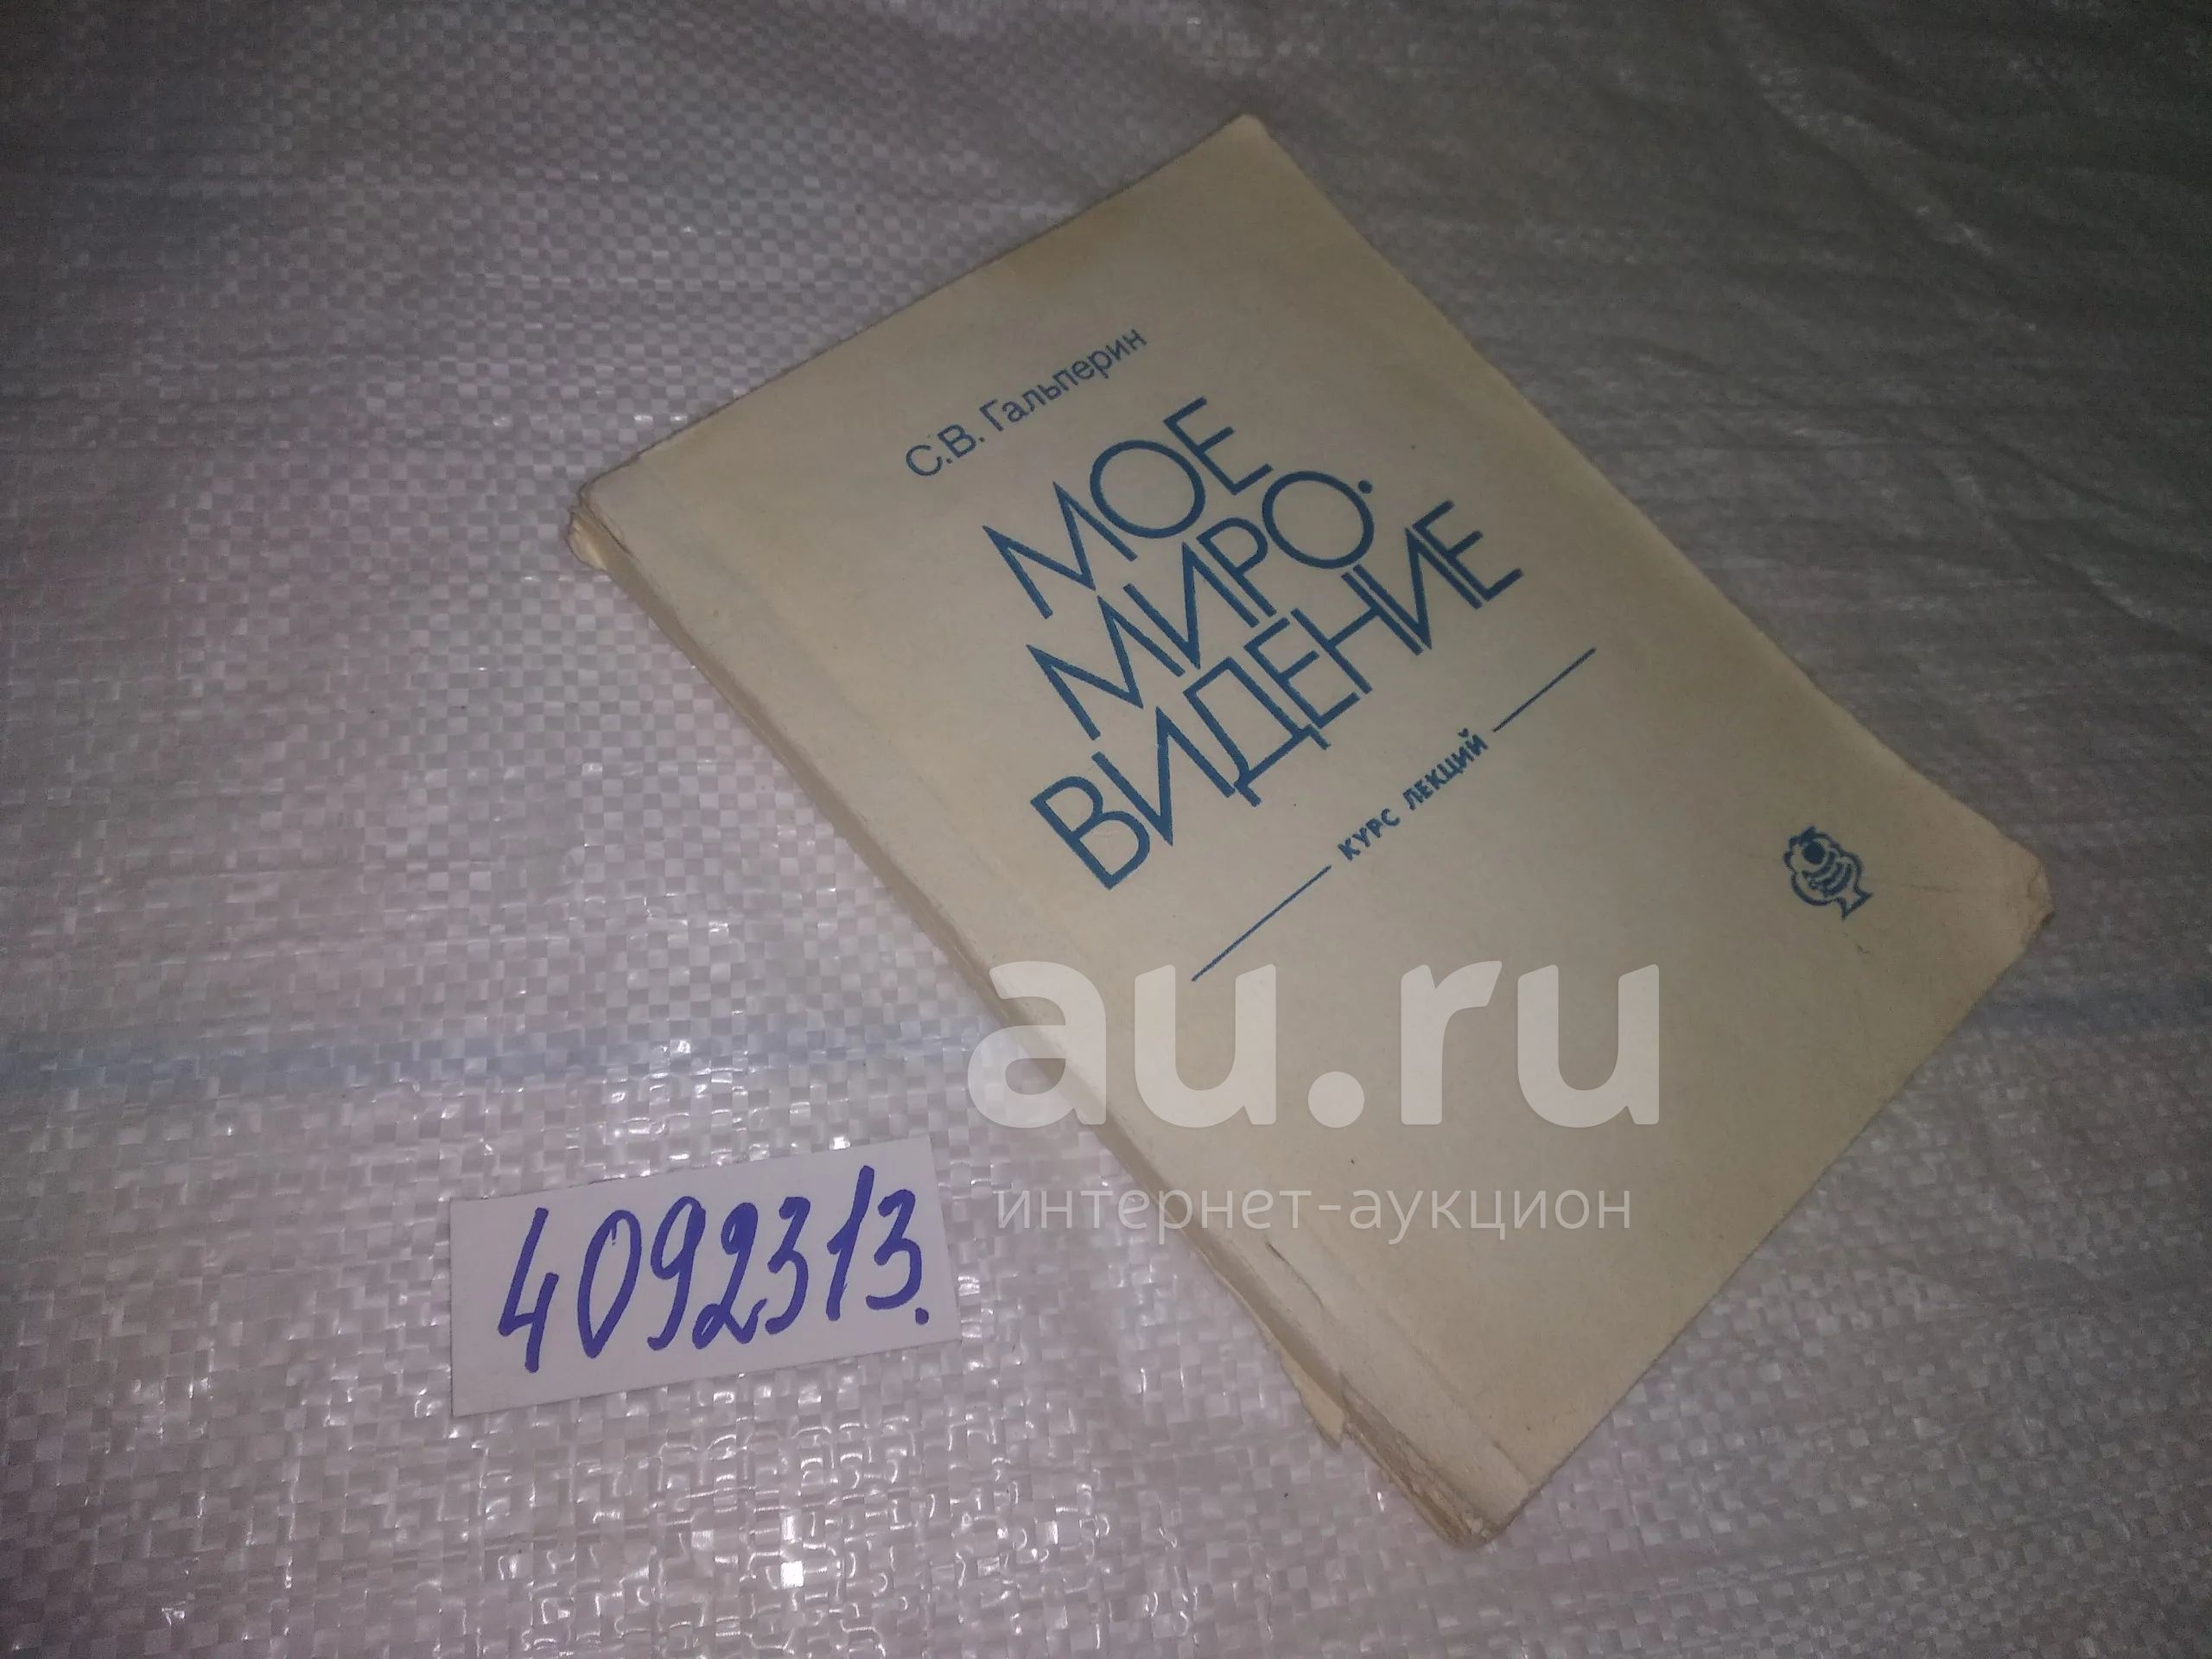 С.В. Гальперин
МОЕ
МИРО.
ВИДЕНИЕ
КУРС ЛЕКЦИЙ
au.ru
интернет-аукцион
4092313.